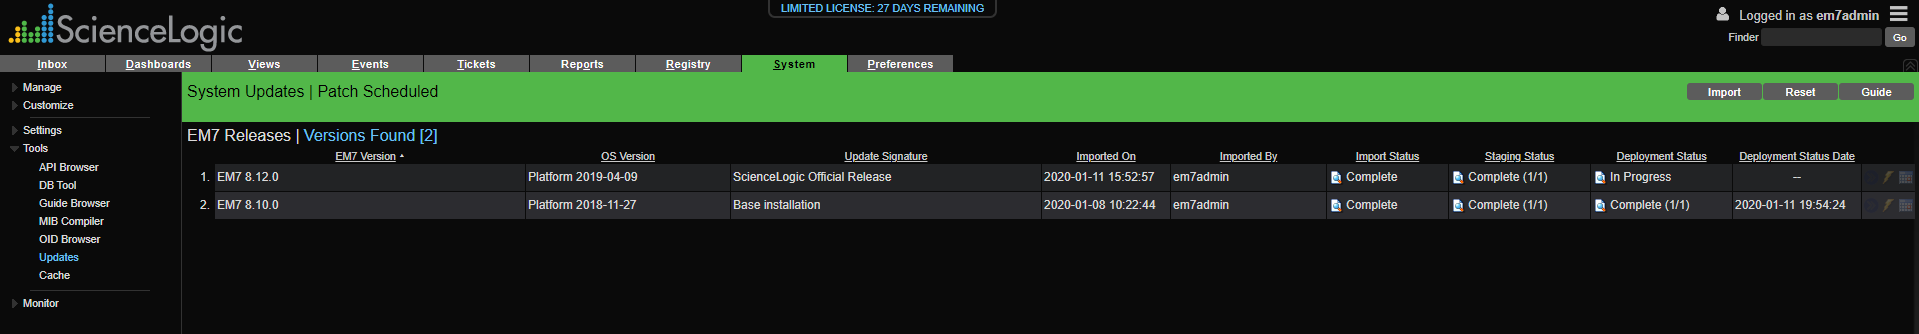 LIMITED LICENSE: 27 DAYS REMAINING
ScienceLogic
Logged in as em7admin
Finder Go
Inbox Dashboards Views Events Tickets Reports Registry System Preferences
Manage
Customize
Settings
Tools
API Browser
DB Tool
Guide Browser
MIB Compiler
OID Browser
Updates
Cache
Monitor
System Updates | Patch Scheduled
Import Reset Guide
EM7 Releases | Versions Found [2]
EM7 Version OS Version Update Signature Imported On Imported By Import Status Staging Status Deployment Status Deployment Status Date
1. EM7 8.12.0 Platform 2019-04-09 ScienceLogic Official Release 2020-01-11 15:52:57 em7admin Complete Complete (1/1) In Progress --
2. EM7 8.10.0 Platform 2018-11-27 Base installation 2020-01-08 10:22:44 em7admin Complete Complete (1/1) Complete (1/1) 2020-01-11 19:54:24